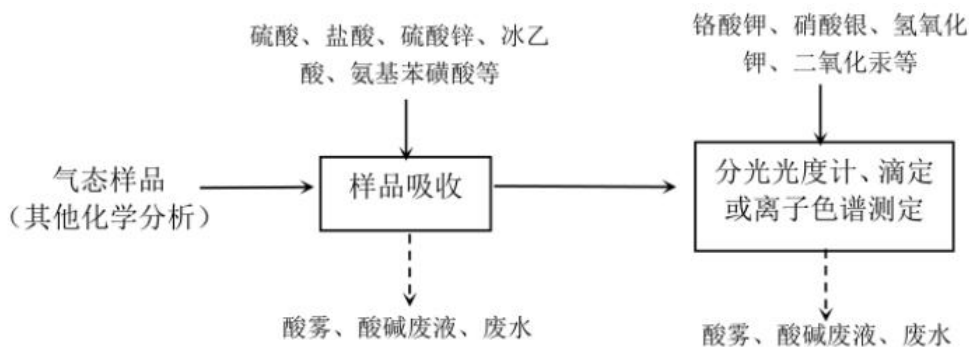 硫酸、盐酸、硫酸锌、冰乙
酸、氨基苯磺酸等
铬酸钾、硝酸银、氢氧化
钾、二氧化汞等
气态样品
（其他化学分析）
样品吸收
分光光度计、滴定
或离子色谱测定
酸雾、酸碱废液、废水
酸雾、酸碱废液、废水